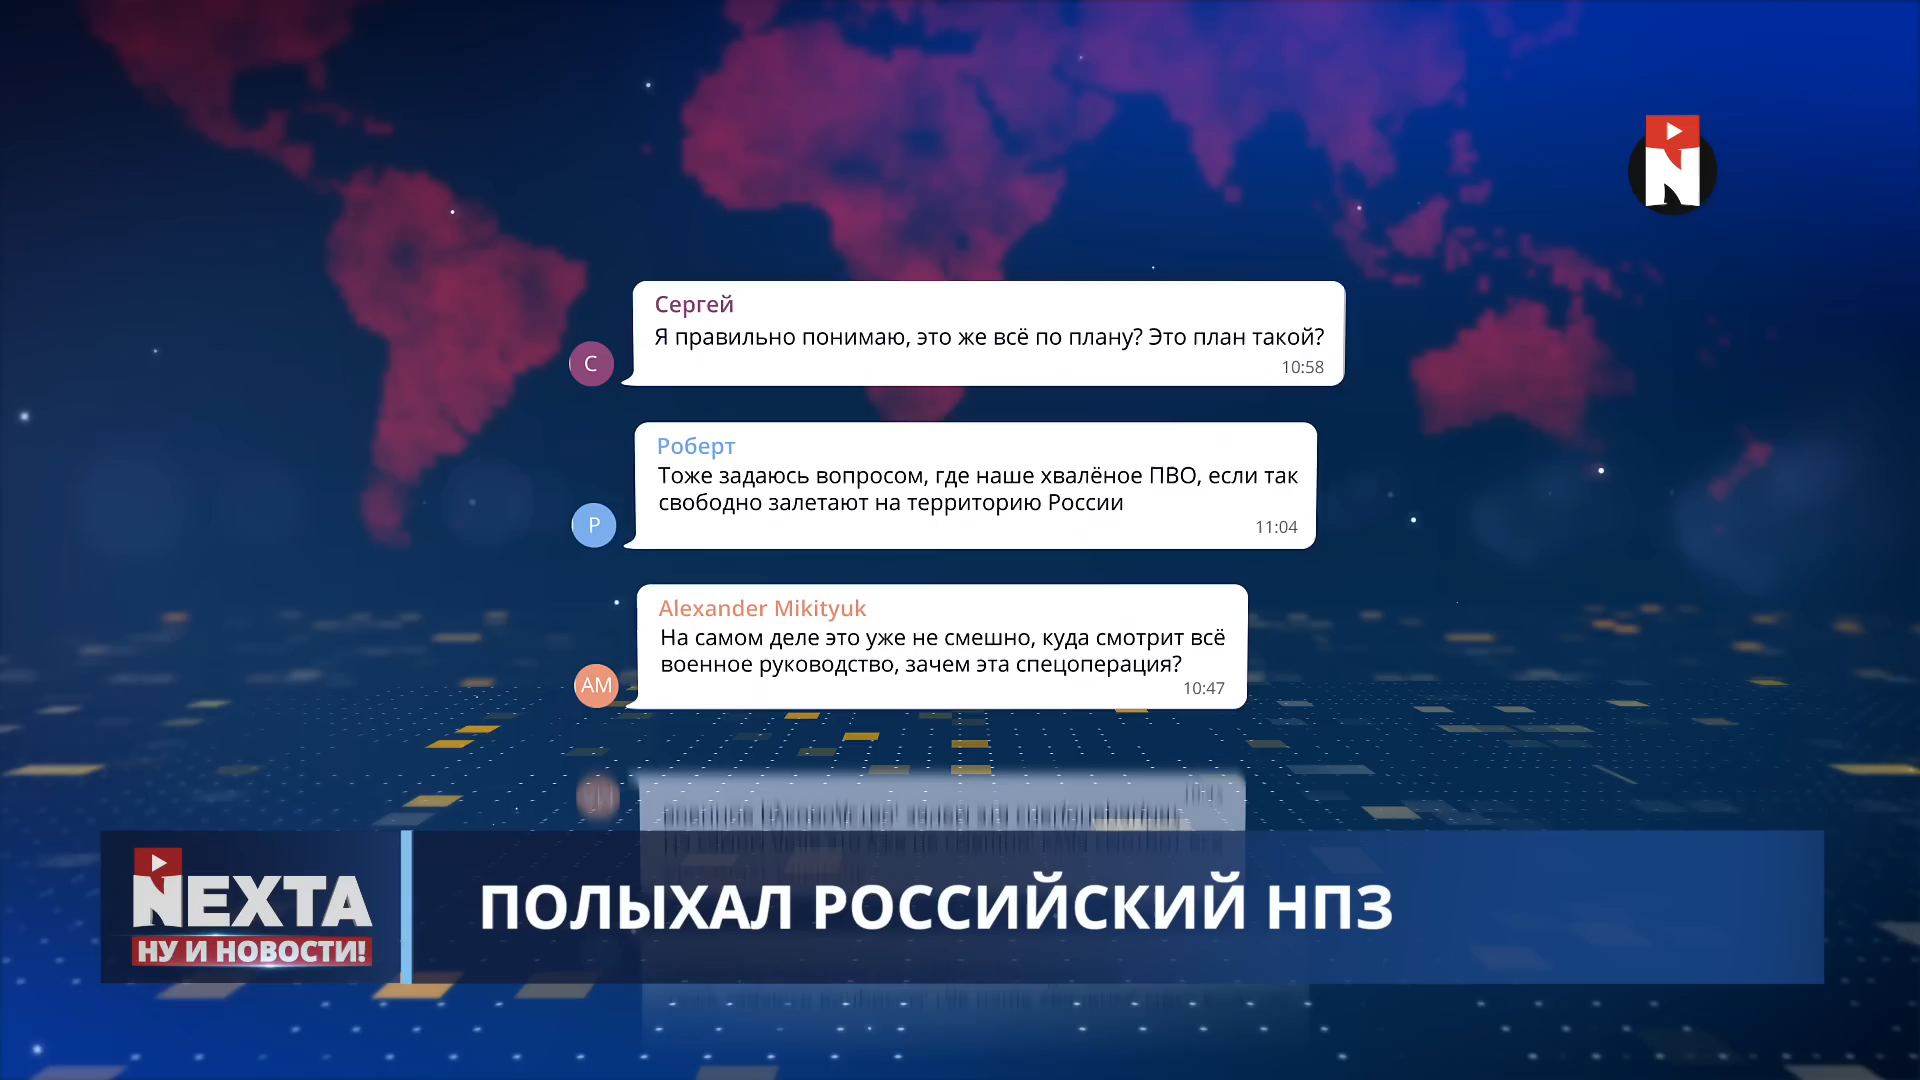 N
Сергей
Я правильно понимаю, это же всё по плану? Это план такой?
10:58
С
Роберт
Тоже задаюсь вопросом, где наше хвалёное ПВО, если так
свободно залетают на территорию России
11:04
Р
Alexander Mikityuk
На самом деле это уже не смешно, куда смотрит всё
военное руководство, зачем эта спецоперация?
10:47
AM
NEXTA
НУ И НОВОСТИ!
ПОЛЫХАЛ РОССИЙСКИЙ НПЗ